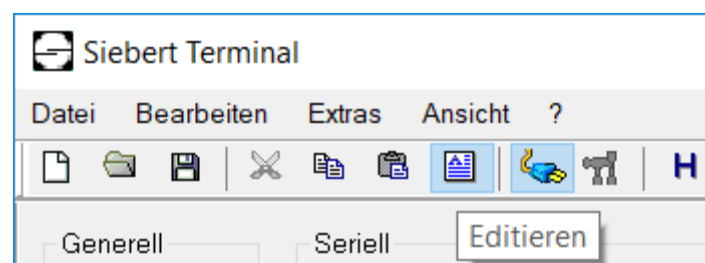 Siebert Terminal
Datei Bearbeiten Extras Ansicht ?
H
Generell Seriell Editieren